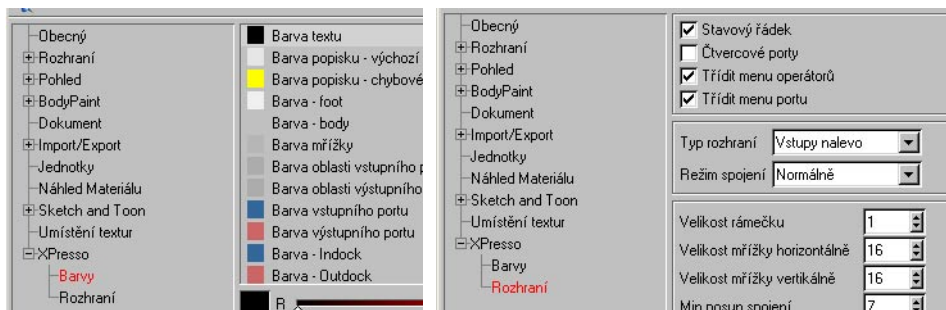 Obecný
Rozhraní
Pohled
BodyPaint
Dokument
Import/Export
Jednotky
Náhled Materiálu
Sketch and Toon
Umístění textur
XPresso
Barvy
Rozhraní
Barva textu
Barva popisku - výchozí
Barva popisku - chybové
Barva - foot
Barva - body
Barva mřížky
Barva oblasti vstupního
Barva oblasti výstupního
Barva vstupního portu
Barva výstupního portu
Barva - Indock
Barva - Outdock
R
Obecný
Rozhraní
Pohled
BodyPaint
Dokument
Import/Export
Jednotky
Náhled Materiálu
Sketch and Toon
Umístění textur
XPresso
Barvy
Rozhraní
Stavový řádek
Čtvercové porty
Třídit menu operátorů
Třídit menu portu
Typ rozhraní Vstupy nalevo
Režim spojení Normálně
Velikost rámečku 1
Velikost mřížky horizontálně 16
Velikost mřížky vertikálně 16
Min posun spojení 7